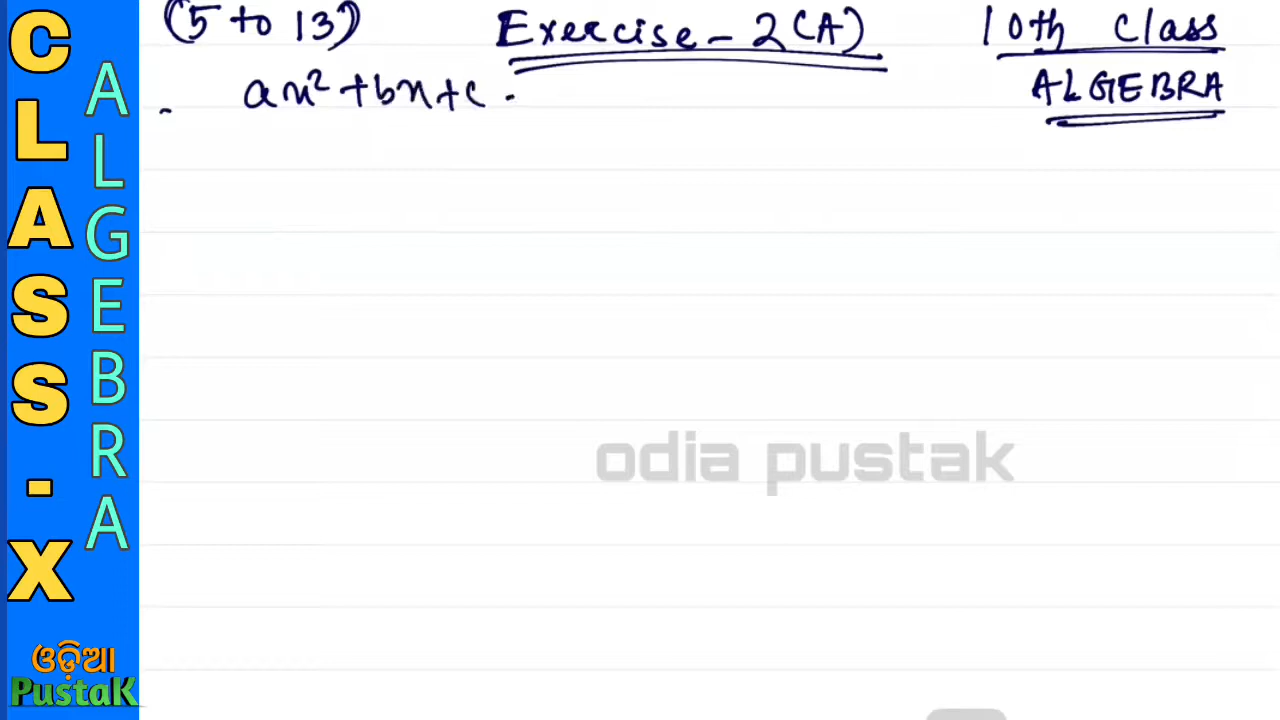 (5 to 13)
Exercise - 2(A)
10th Class
ALGEBRA
ax² + bx + c
CLASS-X
ALGEBRA
odia pustak
ଓଡ଼ିଆ
PustaK